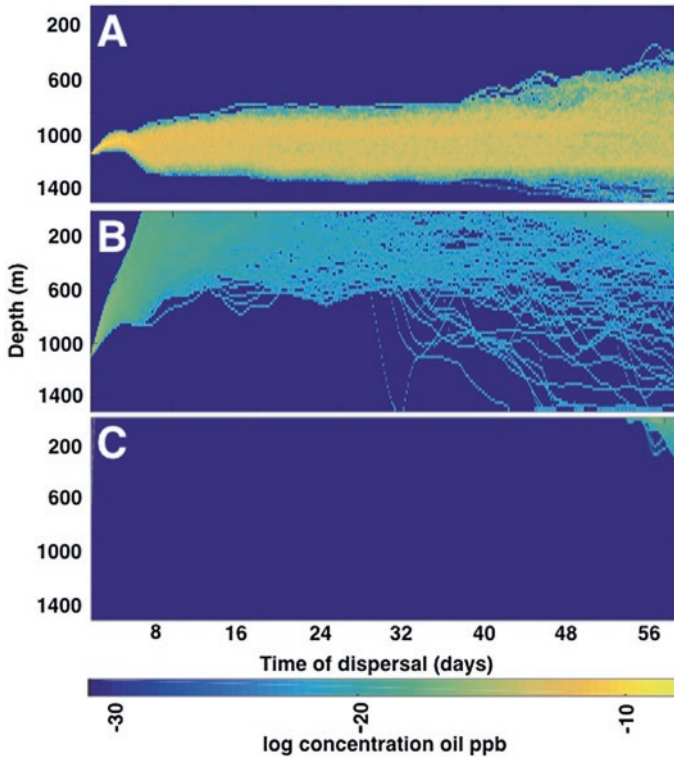 A
200
600
1000
1400
B
200
600
1000
1400
Depth (m)
C
200
600
1000
1400
8 16 24 32 40 48 56
Time of dispersal (days)
-30 -20 -10
log concentration oil ppb